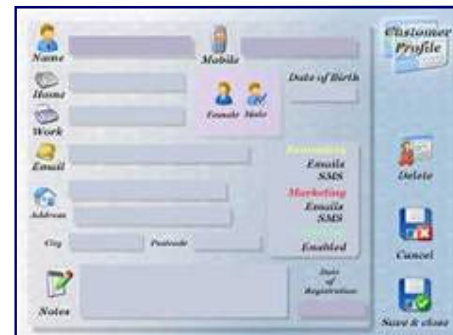 Customer
Profile
Name
Mobile
Home
Date of Birth
Female Male
Work
Email
Emails
SMS
Marketing
Emails
SMS
Address
Enabled
City
Postcode
Delete
Cancel
Notes
Date
of
Registration
Save & close